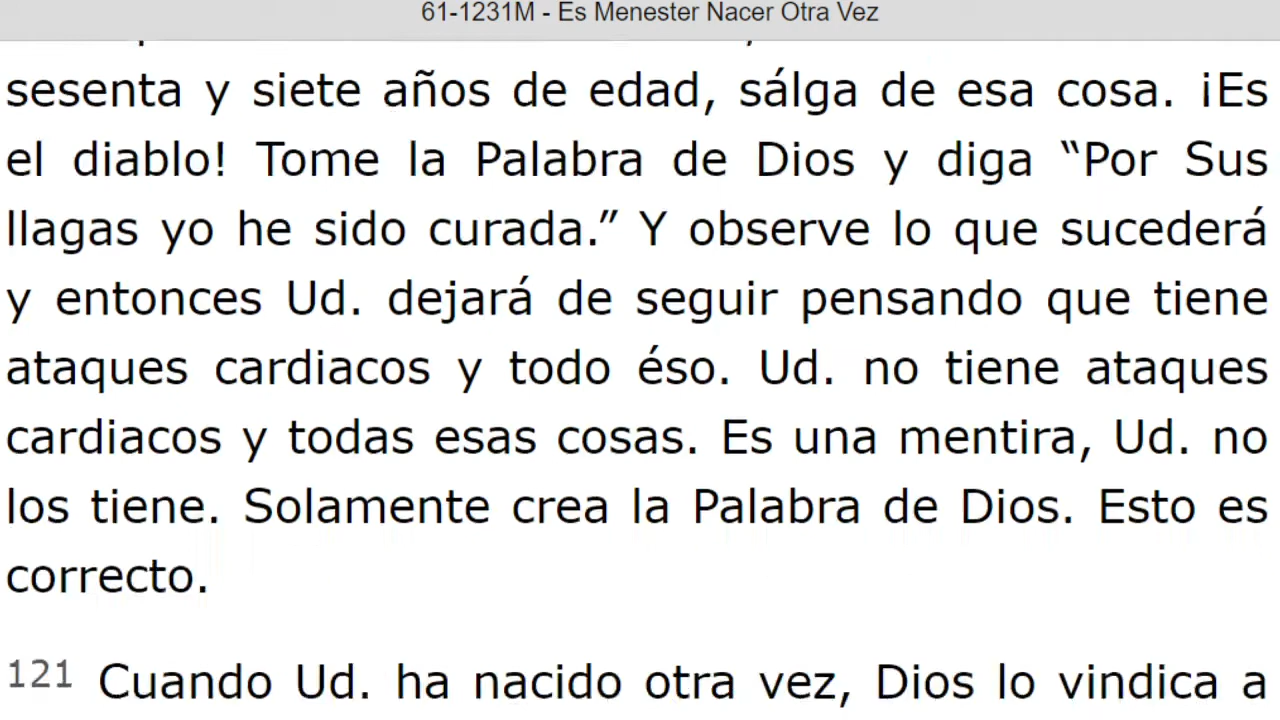 61-1231M - Es Menester Nacer Otra Vez
sesenta y siete años de edad, sálga de esa cosa. ¡Es
el diablo! Tome la Palabra de Dios y diga “Por Sus
llagas yo he sido curada.” Y observe lo que sucederá
y entonces Ud. dejará de seguir pensando que tiene
ataques cardiacos y todo éso. Ud. no tiene ataques
cardiacos y todas esas cosas. Es una mentira, Ud. no
los tiene. Solamente crea la Palabra de Dios. Esto es
correcto.
121 Cuando Ud. ha nacido otra vez, Dios lo vindica a